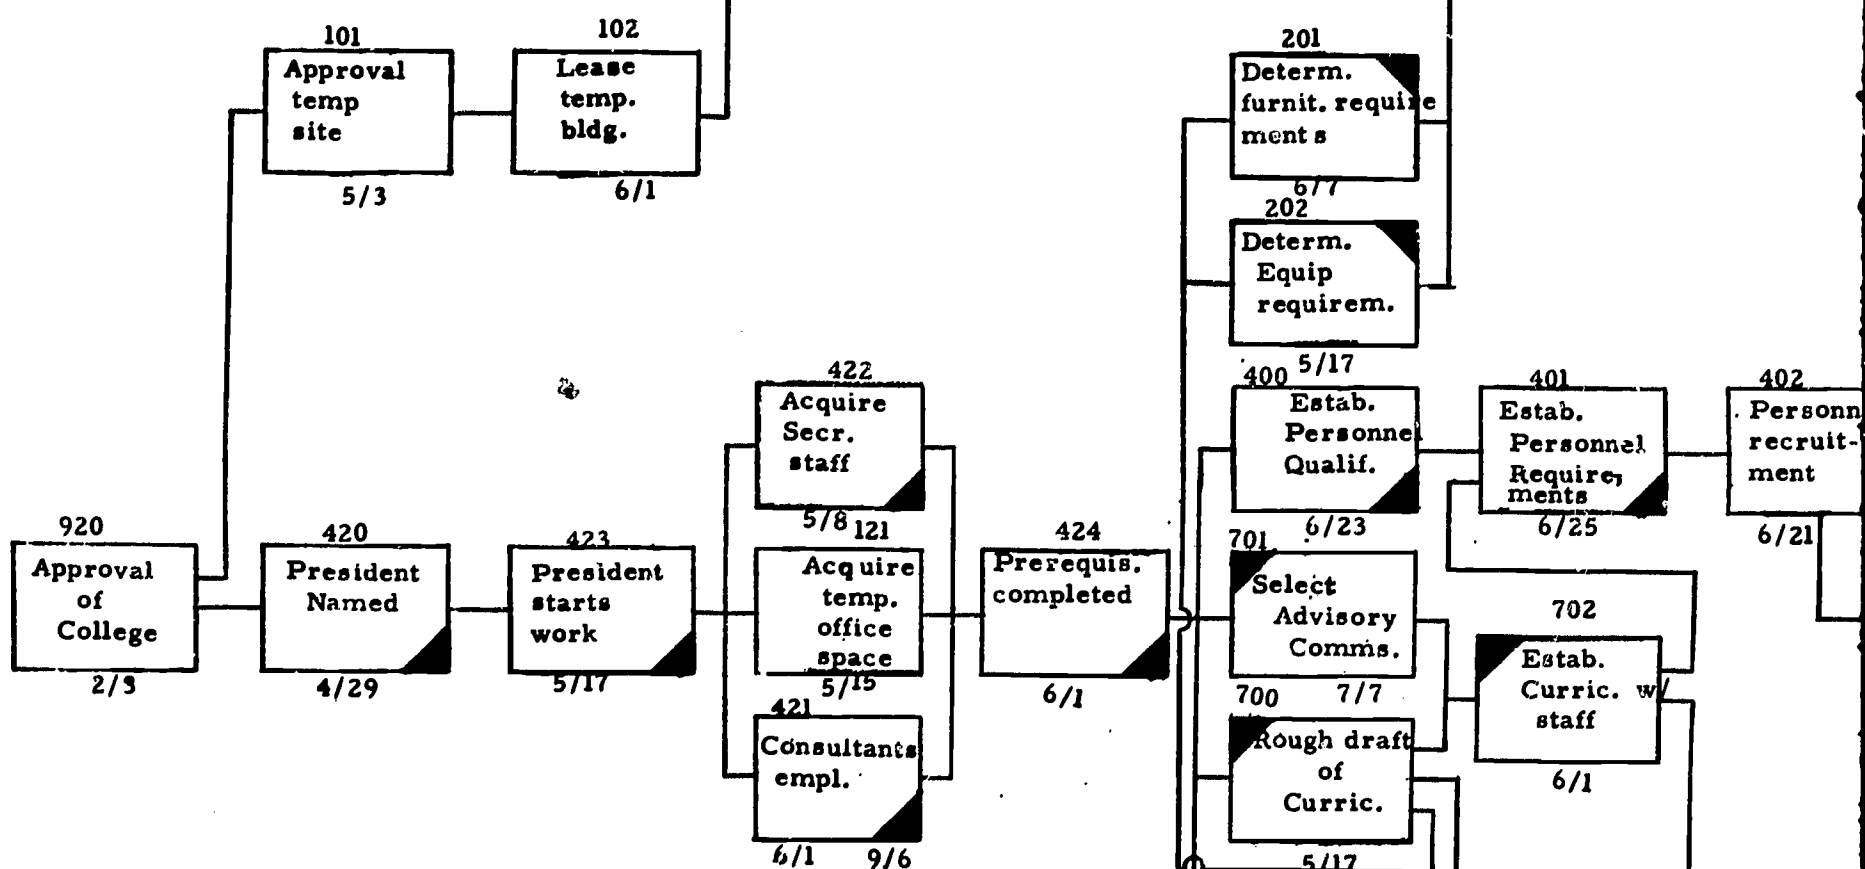 101
Approval
temp
site
5/3
102
Lease
temp.
bldg.
6/1
201
Determ.
furnit. require
ments
6/7
202
Determ.
Equip
requirem.
5/17
920
Approval
of
College
2/3
420
President
Named
4/29
423
President
starts
work
5/17
422
Acquire
Secr.
staff
5/8
121
Acquire
temp.
office
space
5/15
421
Consultants
empl.
6/1 9/6
424
Prerequis.
completed
6/1
400
Estab.
Personnel
Qualif.
6/23
401
Estab.
Personnel
Require-
ments
6/25
402
Personn
recruit-
ment
6/21
701
Select
Advisory
Comms.
7/7
700
Rough draft
of
Curric.
5/17
702
Estab.
Curric. w/
staff
6/1